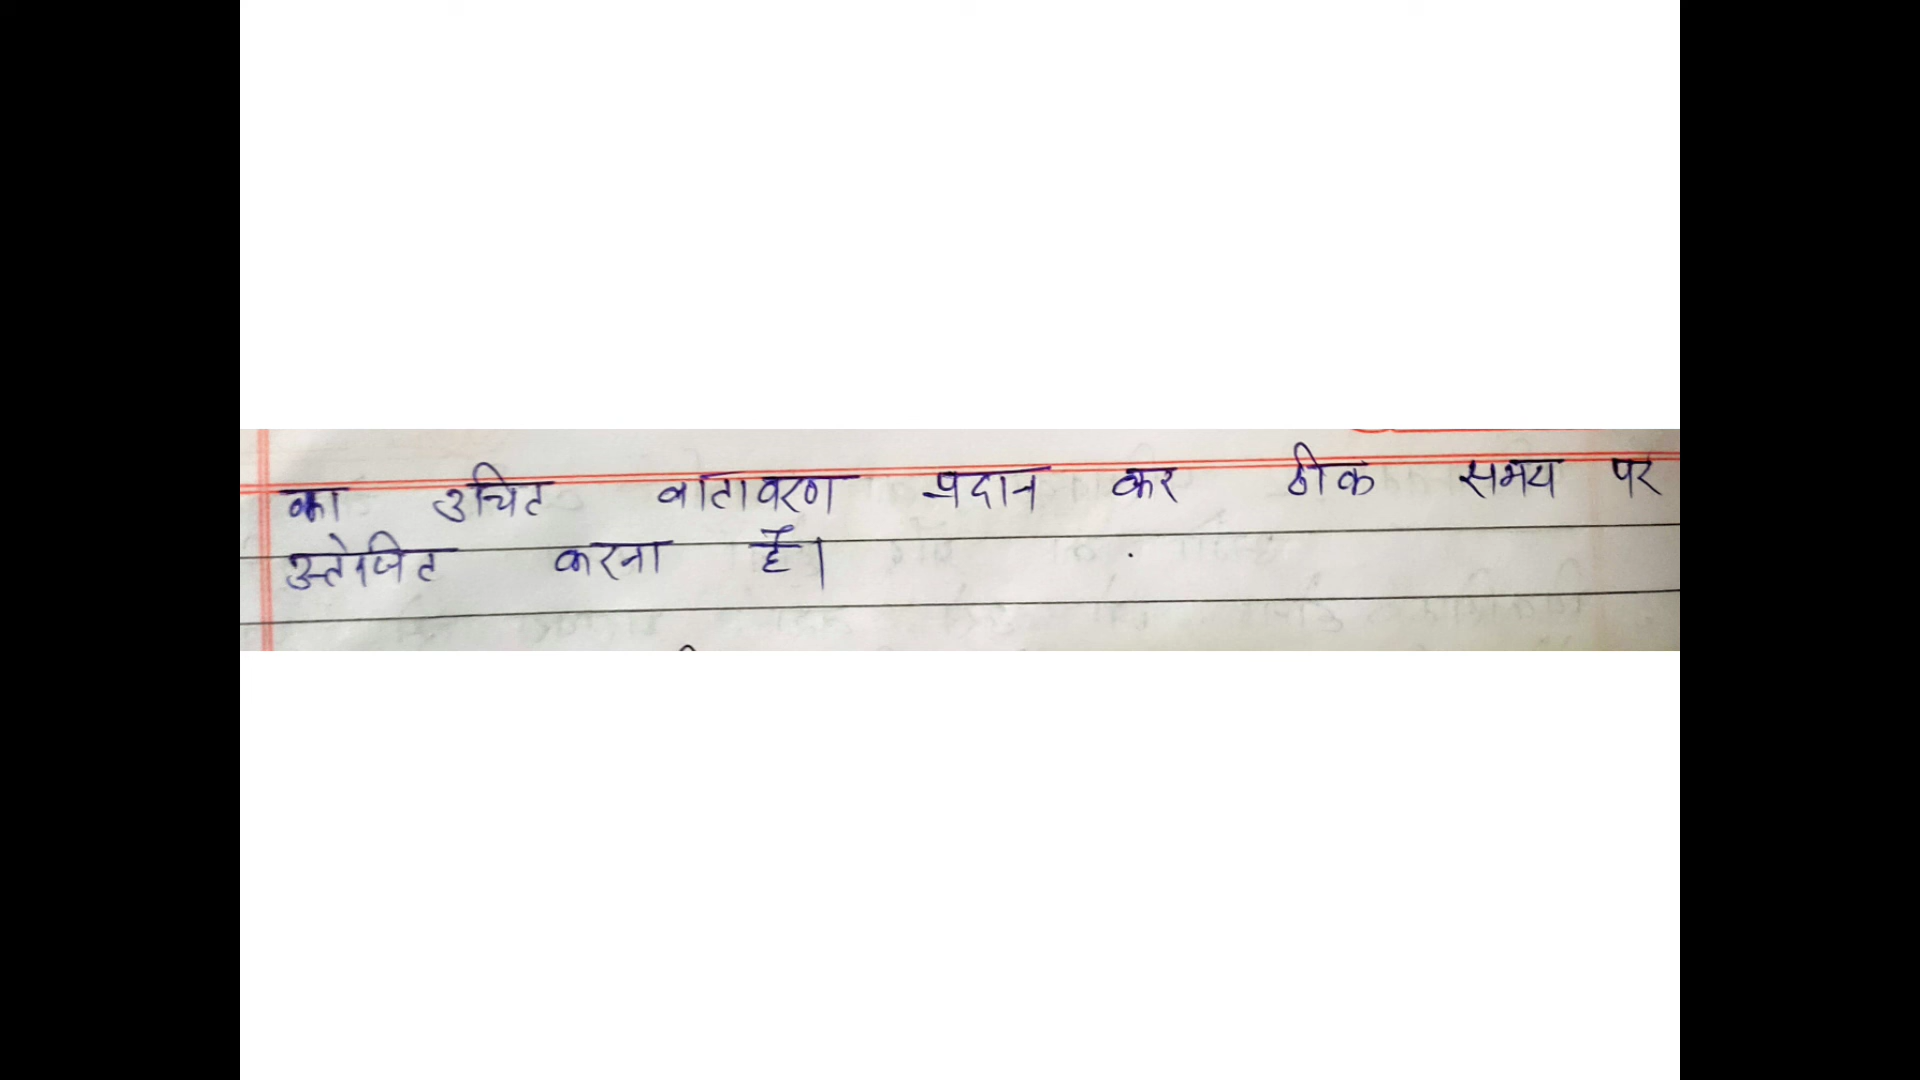 का उचित वातावरण प्रदान कर ठीक समय पर
उत्तेजित करना है।